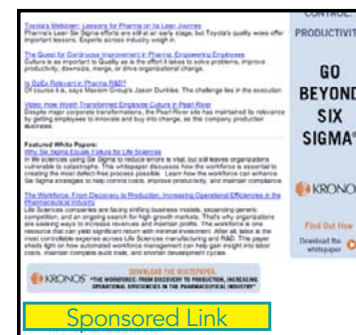 Toyota's Meltdown: Lessons for Pharma on Its Lean Journey
Pharma's Lean Six Sigma efforts are still at an early stage, but Toyota's quality woes offer
important lessons. Experts across industry weigh in.
The Quest for Continuous Improvement in Pharma: Empowering Employees
Culture is as important to Quality as is the effort it takes to solve problems, improve
productivity, downsize, merge, or drive organizational change.
Is OpEx Relevant in Pharma R&D?
Of course it is, says Maxiom Group's Jason Dunkles. The challenge lies in the execution.
Video: How Wyeth Transformed Employee Culture in Pearl River
Despite major corporate transformations, the Pearl River site has maintained its relevance
by getting employees to innovate and buy into change, as this company production
illustrates.
Featured White Papers:
Why Six Sigma Equals Failure for Life Sciences
In life sciences using Six Sigma to reduce errors is vital, but still leaves organizations
vulnerable to catastrophe. This whitepaper discusses how the workforce is essential to
creating the most defect-free process possible. Learn how the workforce can enhance
Six Sigma strategies to help control costs, improve productivity, and maintain compliance.
The Workforce, From Discovery to Production, Increasing Operational Efficiencies in the
Pharmaceutical Industry
Life Sciences companies are facing shifting business models, expanding generic
competition, and an ongoing search for high growth markets. That's why organizations
are seeking ways to increase revenues and maintain profits. The workforce is one
resource that can yield significant return with minimal investment. After all, labor is the
most controllable expense across Life Sciences manufacturing and R&D. This paper
sheds light on how automated workforce management can help gain insight into labor
costs, maintain complete audit trails, and shorten development cycles.
KRONOS
DOWNLOAD THE WHITEPAPER:
"THE WORKFORCE: FROM DISCOVERY TO PRODUCTION, INCREASING
OPERATIONAL EFFICIENCIES IN THE PHARMACEUTICAL INDUSTRY"
Sponsored Link
CONTROL.
PRODUCTIVITY
GO
BEYOND
SIX
SIGMA
KRONOS
Find Out How
Download the
whitepaper